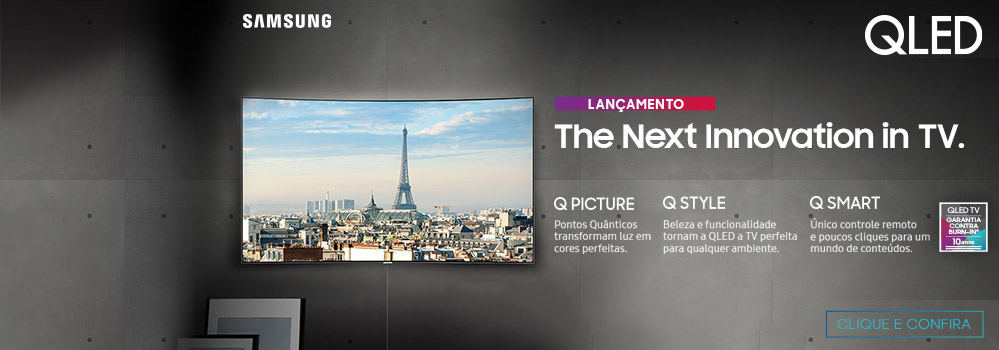 SAMSUNG
QLED
LANÇAMENTO
The Next Innovation in TV.
Q PICTURE
Pontos Quânticos
transformam luz em
cores perfeitas.
Q STYLE
Beleza e funcionalidade
tornam a QLED a TV perfeita
para qualquer ambiente.
Q SMART
Único controle remoto
e poucos cliques para um
mundo de conteúdos.
QLED TV
GARANTIA
CONTRA
BURN-IN*
10 anos
CLIQUE E CONFIRA